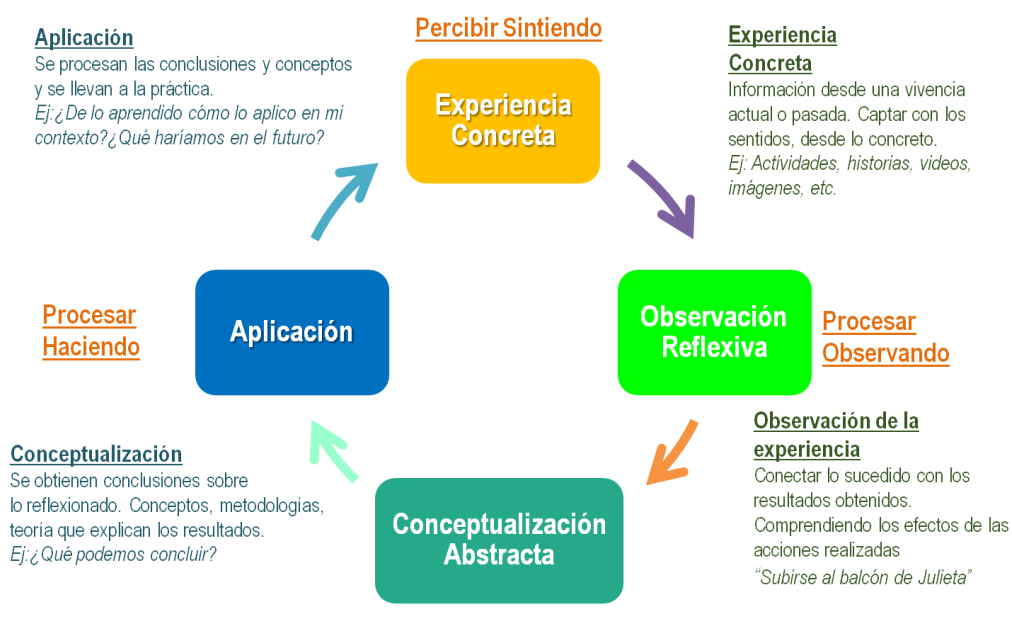 Percibir Sintiendo
Aplicación
Se procesan las conclusiones y conceptos
y se llevan a la práctica.
Ej:¿De lo aprendido cómo lo aplico en mi
contexto?¿Qué haríamos en el futuro?
Experiencia
Concreta
Experiencia
Concreta
Información desde una vivencia
actual o pasada. Captar con los
sentidos, desde lo concreto.
Ej: Actividades, historias, videos,
imágenes, etc.
Procesar
Haciendo
Aplicación
Observación
Reflexiva
Procesar
Observando
Conceptualización
Se obtienen conclusiones sobre
lo reflexionado. Conceptos, metodologías,
teoría que explican los resultados.
Ej:¿Qué podemos concluir?
Conceptualización
Abstracta
Observación de la
experiencia
Conectar lo sucedido con los
resultados obtenidos.
Comprendiendo los efectos de las
acciones realizadas
“Subirse al balcón de Julieta”